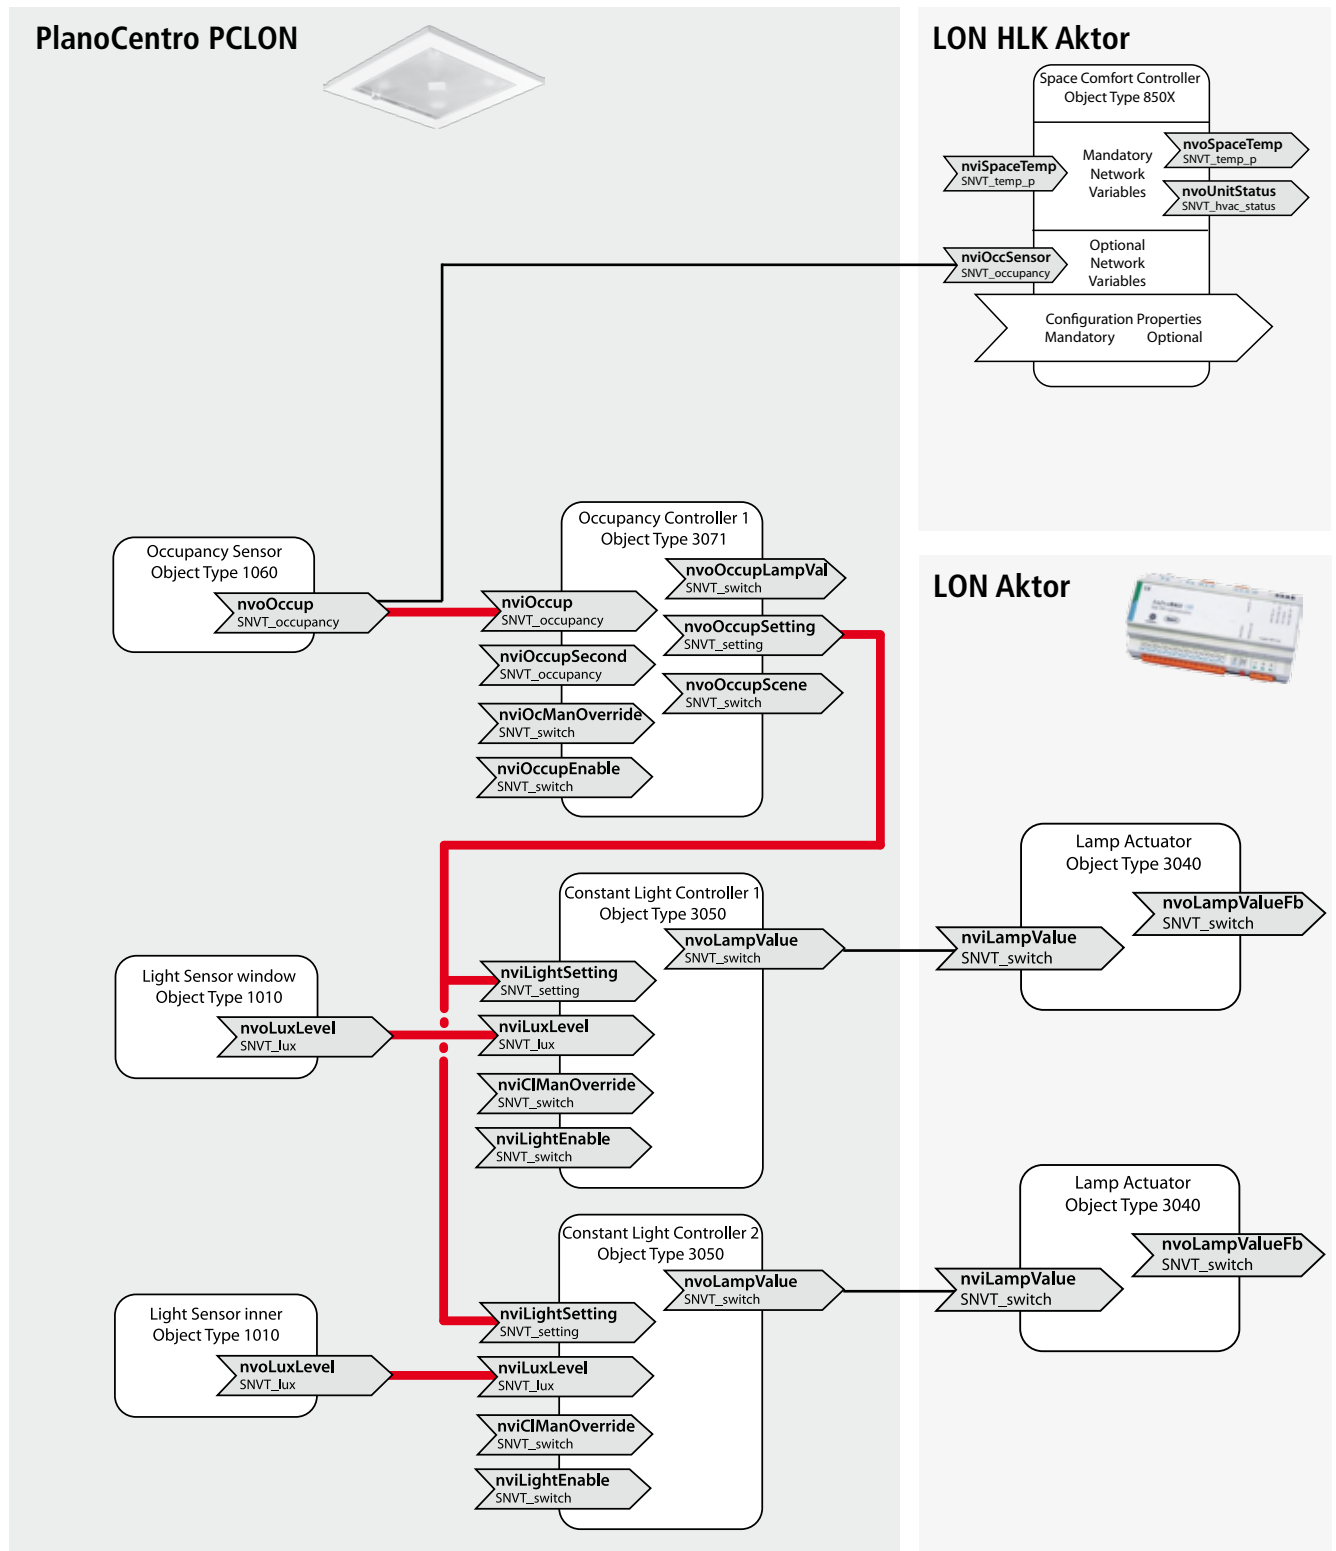 PlanoCentro PCLON
LON HLK Aktor
Space Comfort Controller
Object Type 850X
nviSpaceTemp
SNVT_temp_p
Mandatory
Network
Variables
nvoSpaceTemp
SNVT_temp_p
nvoUnitStatus
SNVT_hvac_status
nviOccSensor
SNVT_occupancy
Optional
Network
Variables
Configuration Properties
Mandatory Optional
Occupancy Sensor
Object Type 1060
nvoOccup
SNVT_occupancy
Occupancy Controller 1
Object Type 3071
nvoOccupLampVal
SNVT_switch
nviOccup
SNVT_occupancy
nvoOccupSetting
SNVT_setting
nviOccupSecond
SNVT_occupancy
nvoOccupScene
SNVT_switch
nviOcManOverride
SNVT_switch
nviOccupEnable
SNVT_switch
LON Aktor
Constant Light Controller 1
Object Type 3050
nvoLampValue
SNVT_switch
nviLightSetting
SNVT_setting
nviLuxLevel
SNVT_lux
nviClManOverride
SNVT_switch
nviLightEnable
SNVT_switch
Light Sensor window
Object Type 1010
nvoLuxLevel
SNVT_lux
Lamp Actuator
Object Type 3040
nvoLampValueFb
SNVT_switch
nviLampValue
SNVT_switch
Constant Light Controller 2
Object Type 3050
nvoLampValue
SNVT_switch
nviLightSetting
SNVT_setting
nviLuxLevel
SNVT_lux
nviClManOverride
SNVT_switch
nviLightEnable
SNVT_switch
Light Sensor inner
Object Type 1010
nvoLuxLevel
SNVT_lux
Lamp Actuator
Object Type 3040
nvoLampValueFb
SNVT_switch
nviLampValue
SNVT_switch